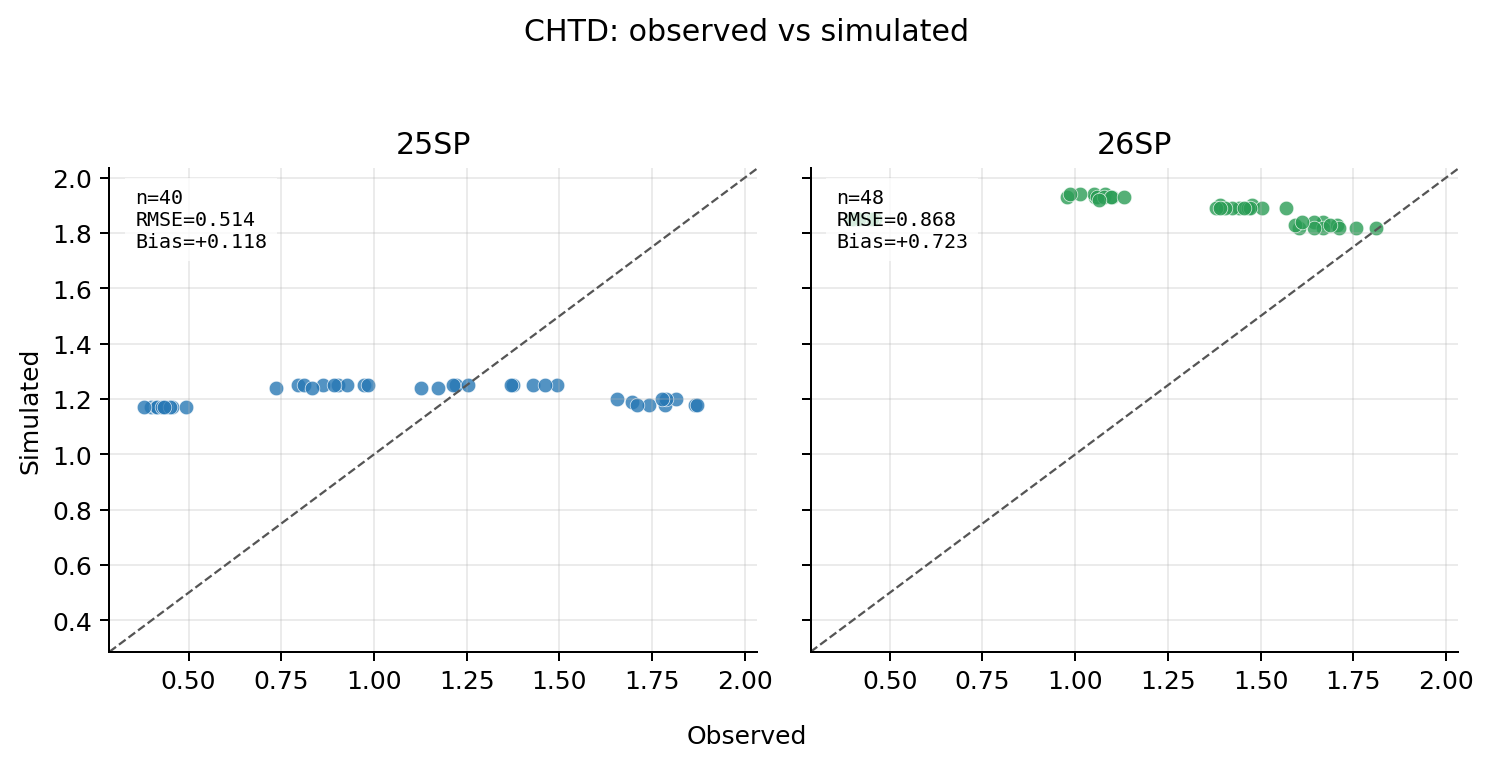 CHTD: observed vs simulated
25SP
26SP
n=40
RMSE=0.514
Bias=+0.118
n=48
RMSE=0.868
Bias=+0.723
Simulated
2.0
1.8
1.6
1.4
1.2
1.0
0.8
0.6
0.4
0.50 0.75 1.00 1.25 1.50 1.75 2.00
0.50 0.75 1.00 1.25 1.50 1.75 2.00
Observed